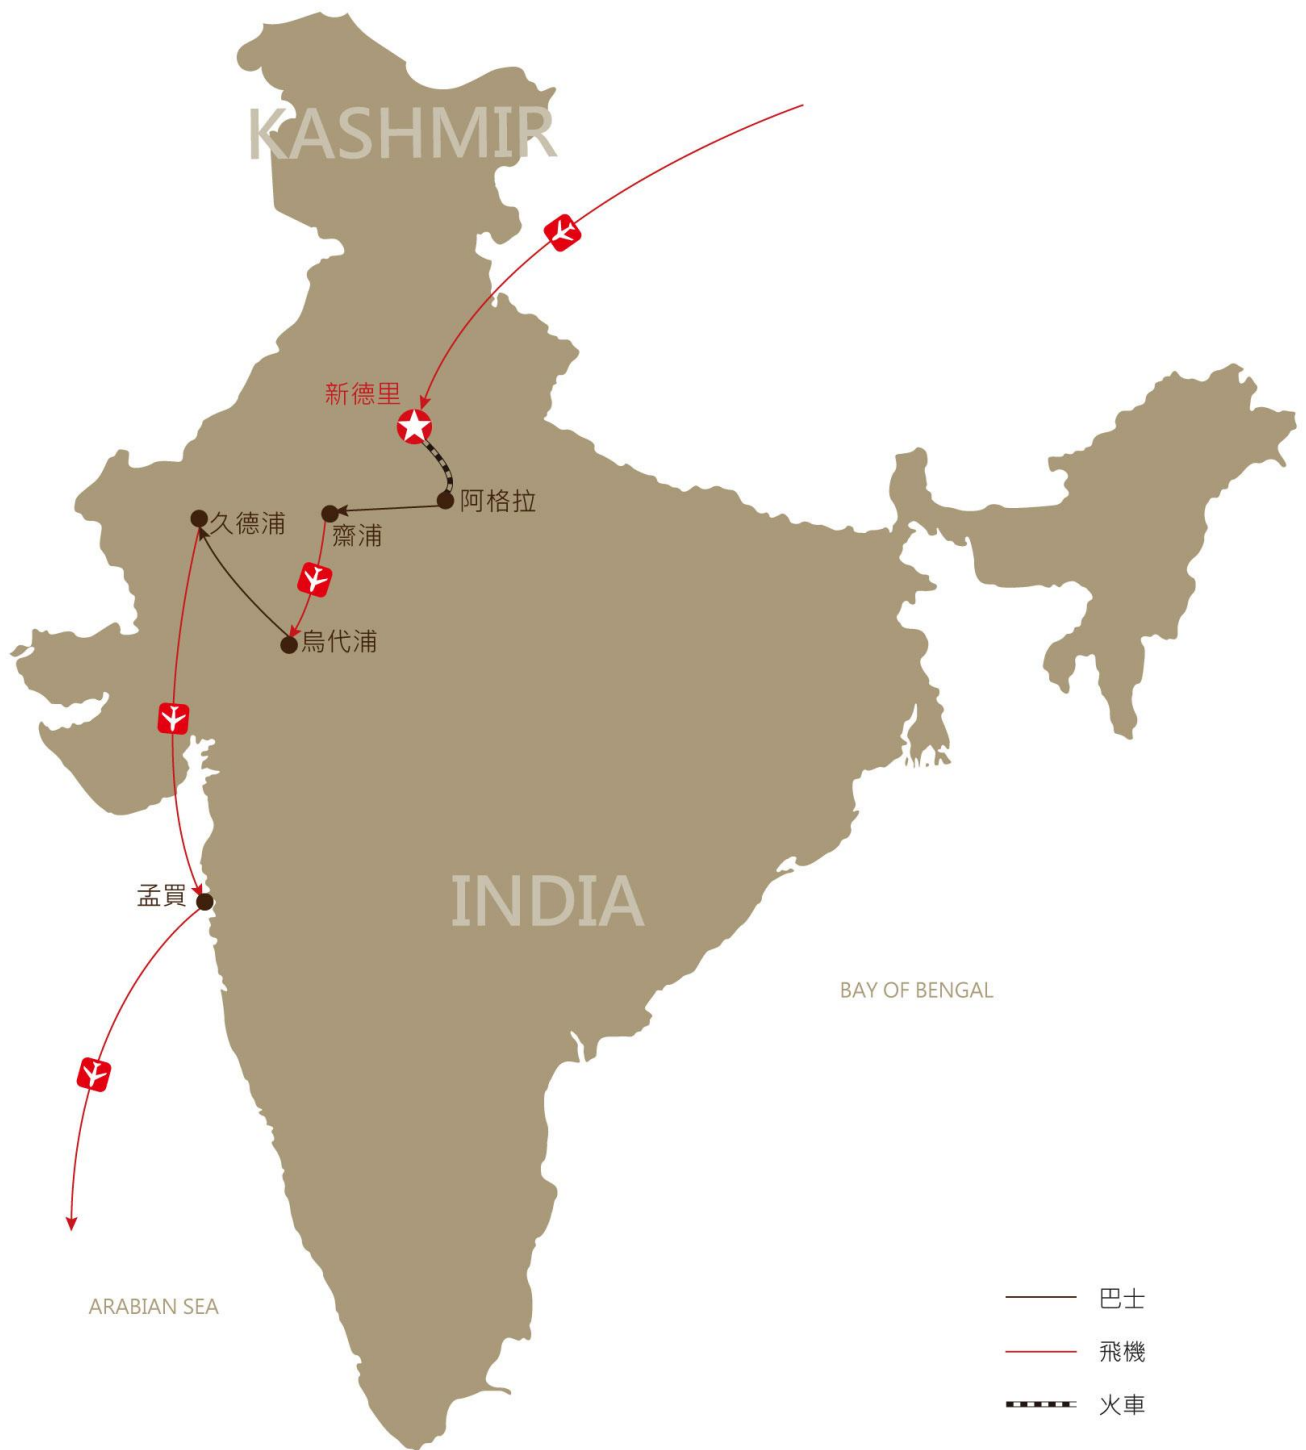 KASHMIR
新德里
阿格拉
久德浦
齋浦
烏代浦
孟買
INDIA
BAY OF BENGAL
ARABIAN SEA
巴士
飛機
火車